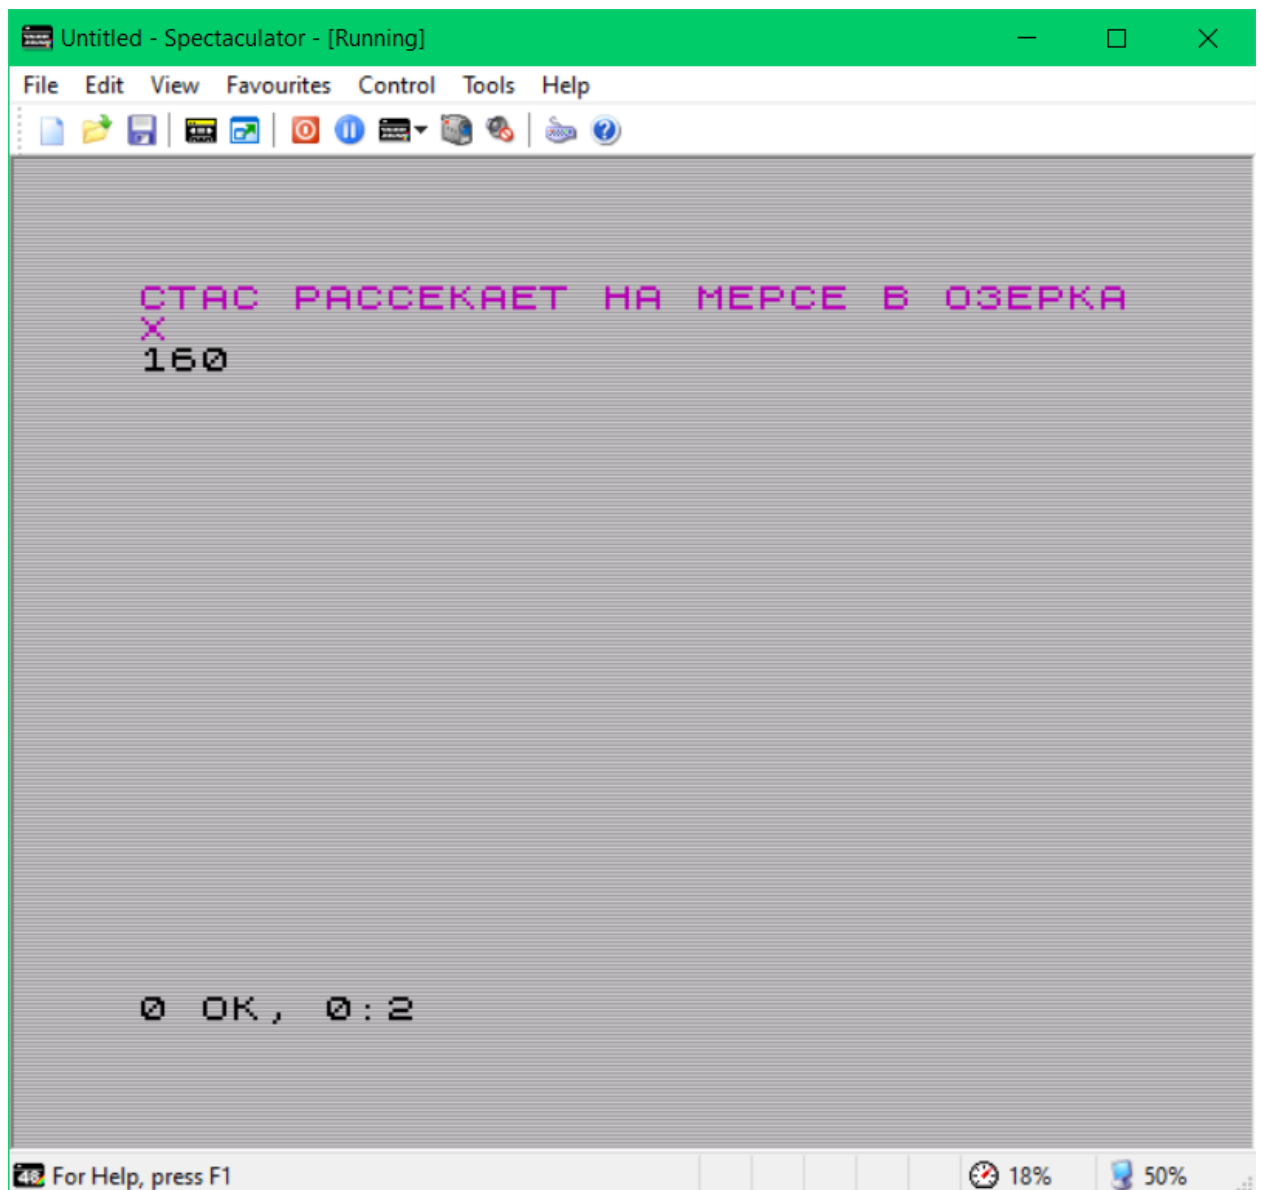 Untitled - Spectaculator - [Running]
File Edit View Favourites Control Tools Help
СТАС РАССЕКАЕТ НА МЕРСЕ В ОЗЕРКА
Х
160
0 OK, 0:2
48 For Help, press F1 18% 50%